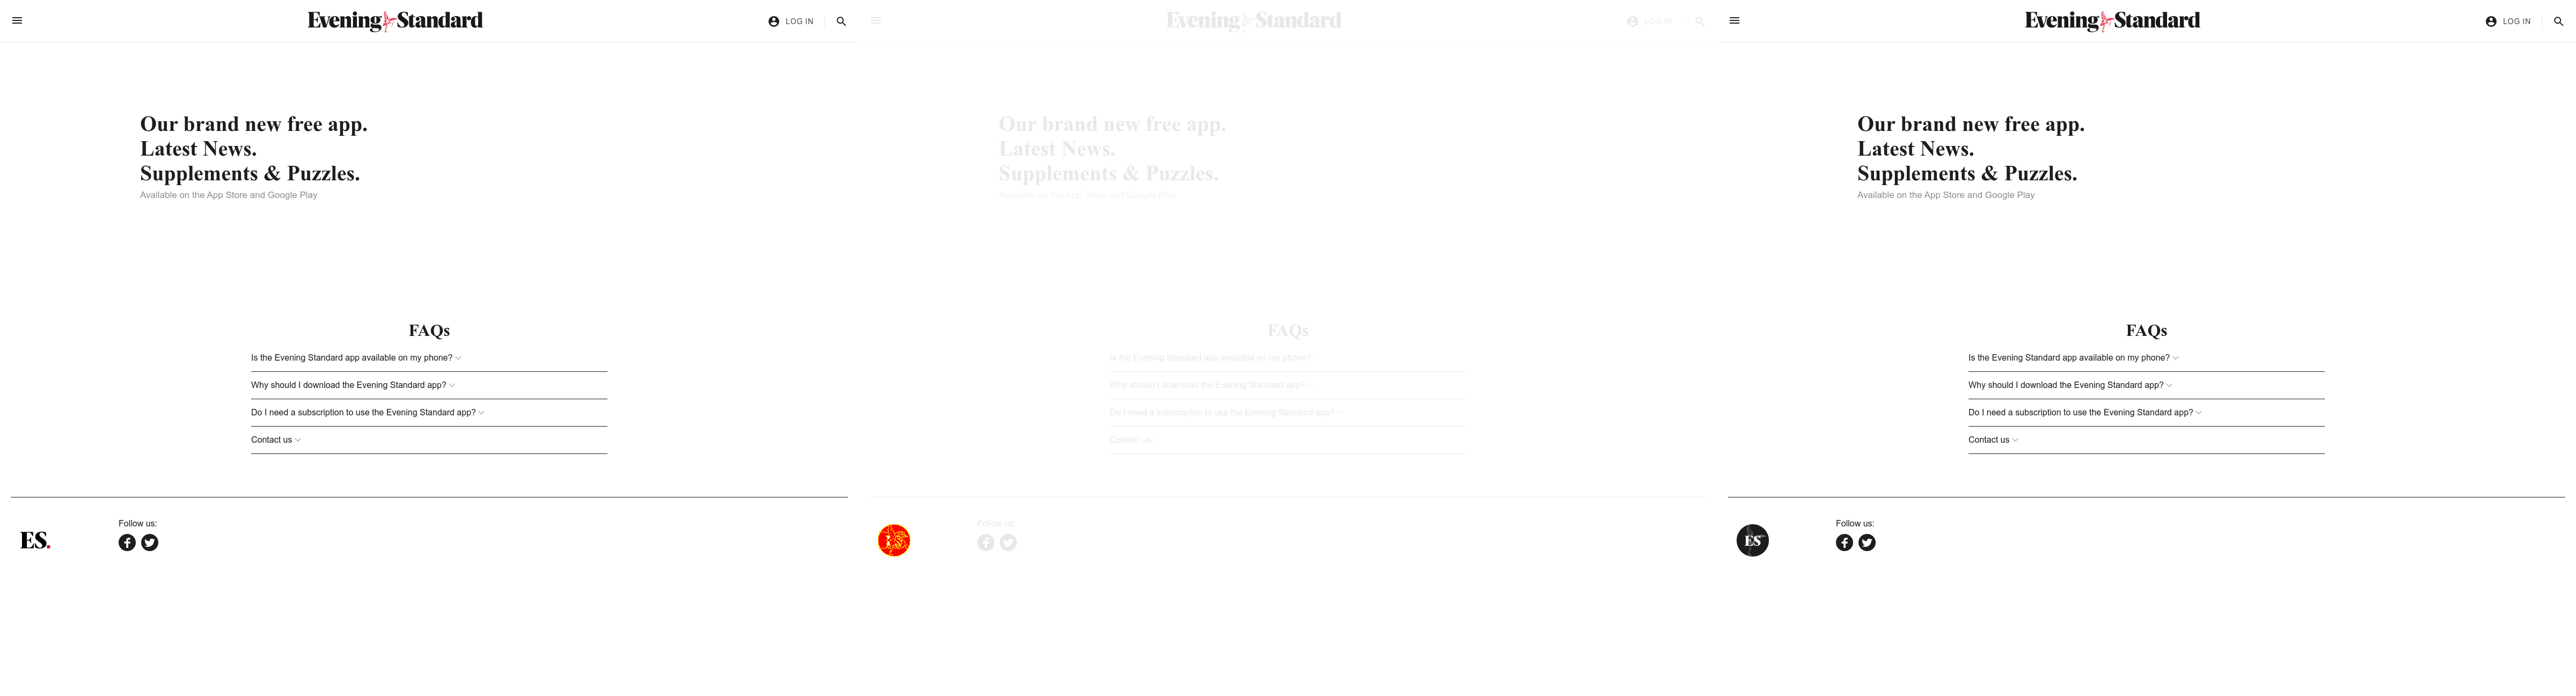 Evening Standard
LOG IN
Our brand new free app.
Latest News.
Supplements & Puzzles.
Available on the App Store and Google Play
FAQs
Is the Evening Standard app available on my phone?
Why should I download the Evening Standard app?
Do I need a subscription to use the Evening Standard app?
Contact us
ES.
Follow us:
Evening Standard
LOG IN
Our brand new free app.
Latest News.
Supplements & Puzzles.
Available on the App Store and Google Play
FAQs
Is the Evening Standard app available on my phone?
Why should I download the Evening Standard app?
Do I need a subscription to use the Evening Standard app?
Contact us
Follow us:
Evening Standard
LOG IN
Our brand new free app.
Latest News.
Supplements & Puzzles.
Available on the App Store and Google Play
FAQs
Is the Evening Standard app available on my phone?
Why should I download the Evening Standard app?
Do I need a subscription to use the Evening Standard app?
Contact us
ES
Follow us: